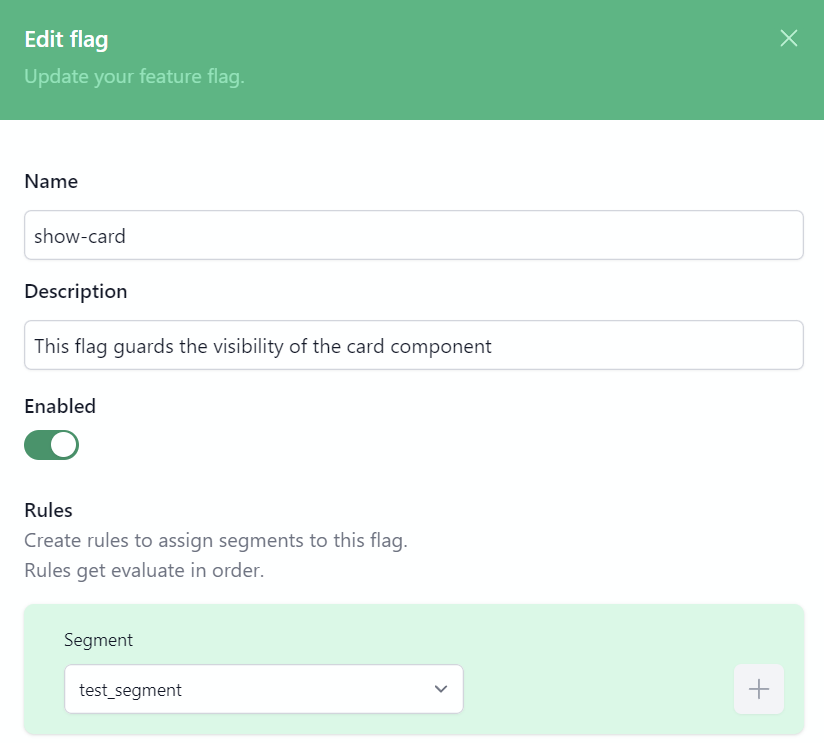 Edit flag
Update your feature flag.
Name
show-card
Description
This flag guards the visibility of the card component
Enabled
Rules
Create rules to assign segments to this flag.
Rules get evaluate in order.
Segment
test_segment